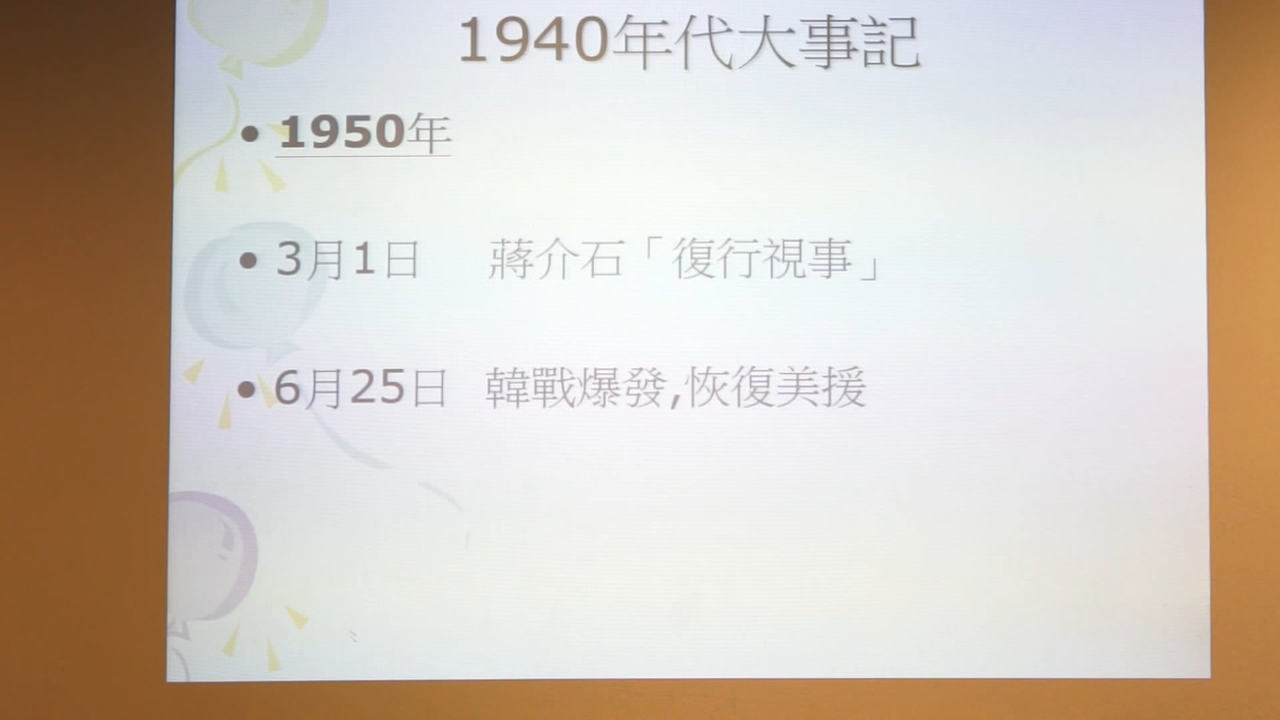 1940年代大事記
• 1950年
• 3月1日 蔣介石「復行視事」
• 6月25日 韓戰爆發,恢復美援